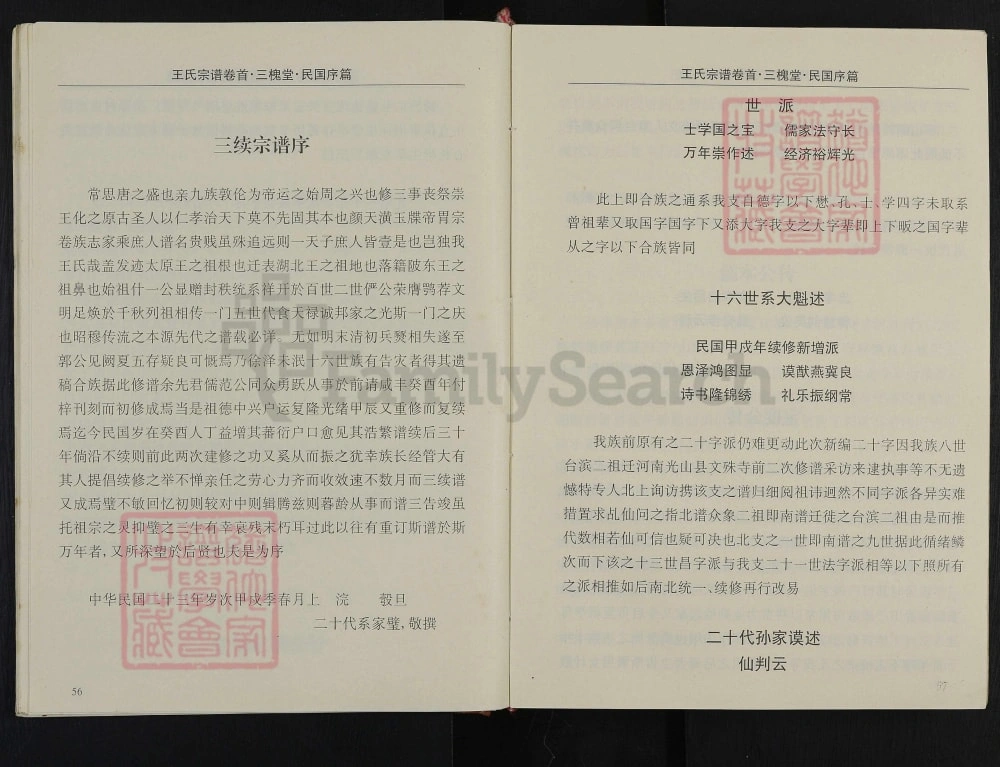 王氏宗谱卷首·三槐堂·民国序篇
三续宗谱序
常思唐之盛也亲九族敦伦为帝运之始周之兴也修三事丧祭崇
王化之原古圣人以仁孝治天下莫不先固其本也颜天潢玉牒帝胃宗
卷族志家乘庶人谱名贵贱虽殊追远则一天子庶人皆壹是也岂独我
王氏哉盖发迹太原王之祖根也迁表湖北王之祖地也落籍陂东王之
祖鼻也始祖什一公显赠封秩统系祥开於百世二世俨公荣膺鹗荐文
明足焕於千秋列祖相传一门五世代食天禄诚邦家之光斯一门之庆
也昭穆传流之本源先代之谱载必详、无如明末清初兵燹相失遂至
郭公见阙夏五存疑良可慨焉乃徐泽未泯十六世族有告灾者得其遗
稿合族据此修谱余先君儒范公同众勇跃从事於前请咸丰癸酉年付
梓刊刻而初修成焉当是祖德中兴户运复隆光绪甲辰又重修而复续
焉迄今民国岁在癸酉人丁益增其蕃衍户口愈见其浩繁谱续后三十
年倘沿不续则前此两次建修之功又奚从而振之犹幸族长经管大有
其人提倡续修之举不惮亲任之劳心力齐而收效速不数月而三续谱
又成焉璧不敏回忆初则较对中则辑腾兹则暮龄从事而谱三告竣虽
托祖宗之灵抑璧之三生有幸衰残末朽耳过此以往有重订斯谱於斯
万年者,又所深望於后贤也夫是为序
中华民国二十三年岁次甲戌季春月上　浣　　毂旦
二十代系家璧,敬撰
56
王氏宗谱卷首·三槐堂·民国序篇
世　派
士学国之宝　　儒家法守长
万年崇作述　　经济裕辉光
此上即合族之通系我支自德字以下懋、孔、士、学四字未取系
曾祖辈又取国字国字下又添大字我支之大字辈即上下畈之国字辈
从之字以下合族皆同
十六世系大魁述
民国甲戊年续修新增派
恩泽鸿图显　　谟猷燕冀良
诗书隆锦绣　　礼乐振纲常
我族前原有之二十字派仍难更动此次新编二十字因我族八世
台滨二祖迁河南光山县文殊寺前二次修谱采访来逮执事等不无遗
憾特专人北上询访携该支之谱归细阅祖讳迥然不同字派各异实难
措置求乩仙问之指北谱众象二祖即南谱迁徙之台滨二祖由是而推
代数相若仙可信也疑可决也北支之一世即南谱之九世据此循绪鳞
次而下该之十三世昌字派与我支二十一世法字派相等以下照所有
之派相推如后南北统一、续修再行改易
二十代孙家谟述
仙判云
FamilySearch